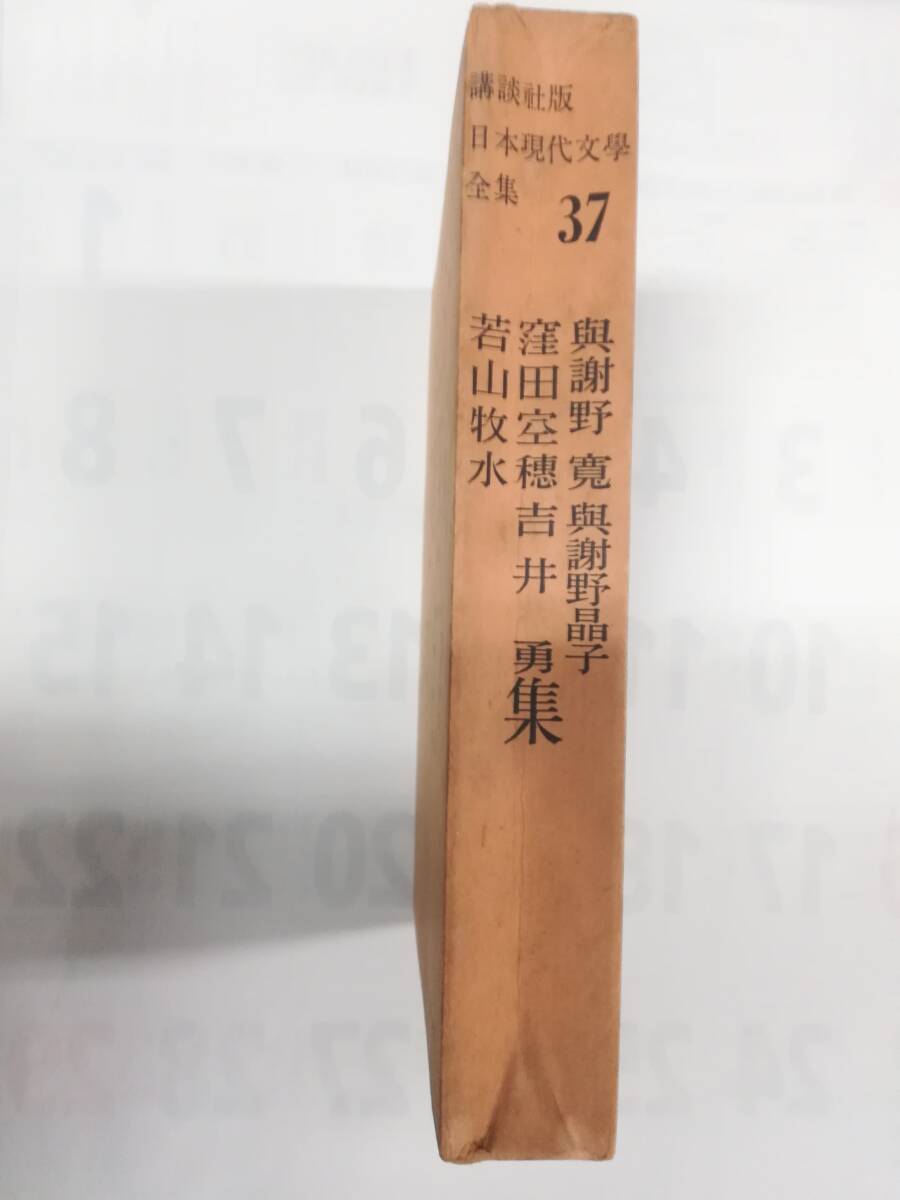 講談社版
日本現代文學
全集
37
與謝野寛 與謝野晶子
窪田空穂 吉井勇
若山牧水
集